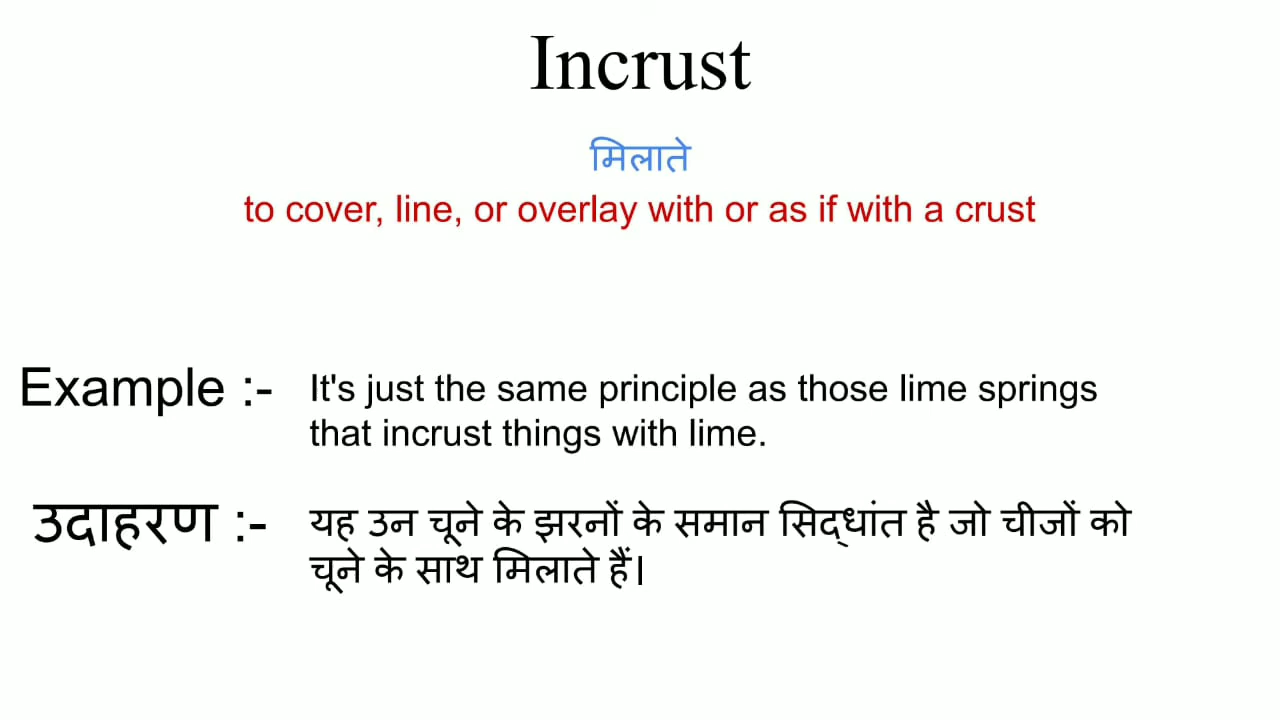 Incrust
मिलाते
to cover, line, or overlay with or as if with a crust
Example :- It's just the same principle as those lime springs
that incrust things with lime.
उदाहरण :- यह उन चूने के झरनों के समान सिद्धांत है जो चीजों को
चूने के साथ मिलाते हैं।